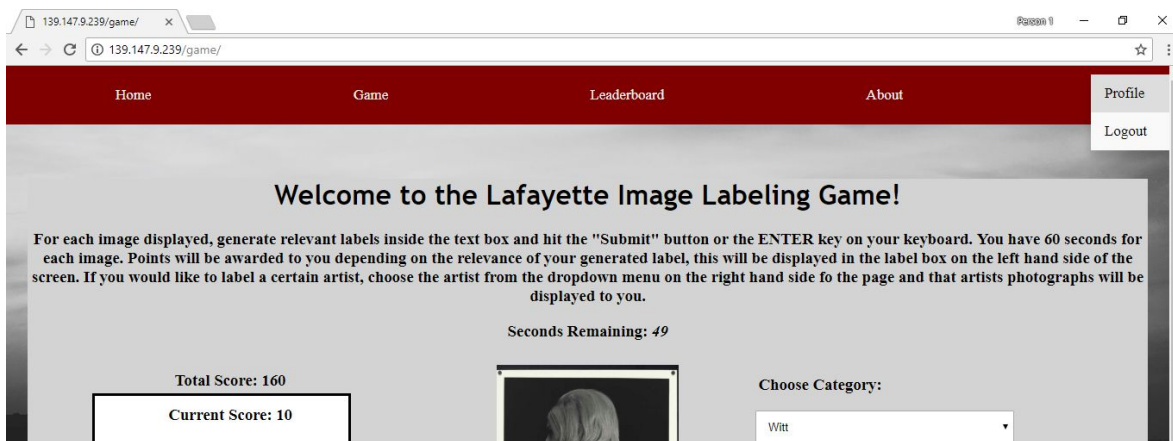 139.147.9.239/game/
Person 1
139.147.9.239/game/
Home Game Leaderboard About Profile
Logout
Welcome to the Lafayette Image Labeling Game!
For each image displayed, generate relevant labels inside the text box and hit the "Submit" button or the ENTER key on your keyboard. You have 60 seconds for
each image. Points will be awarded to you depending on the relevance of your generated label, this will be displayed in the label box on the left hand side of the
screen. If you would like to label a certain artist, choose the artist from the dropdown menu on the right hand side fo the page and that artists photographs will be
displayed to you.
Seconds Remaining: 49
Total Score: 160
Current Score: 10
Choose Category:
Witt